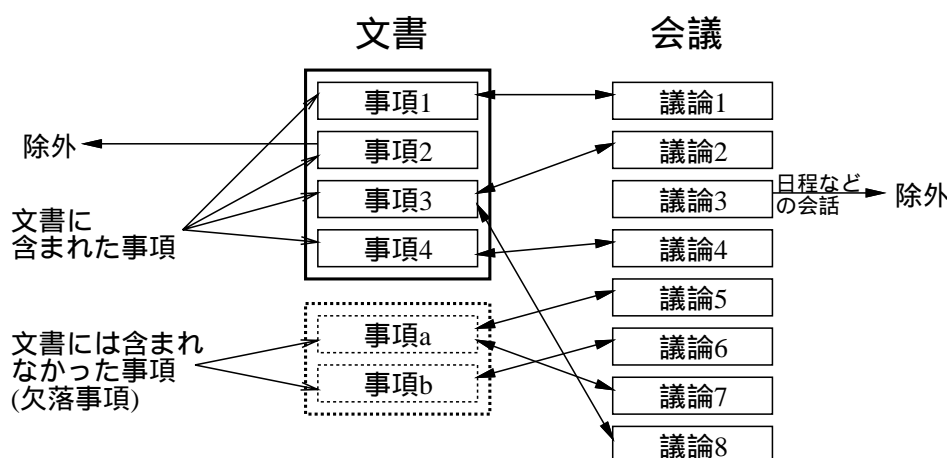 文書
会議
事項1
議論1
事項2
議論2
除外
事項3
議論3
日程など
の会話
除外
文書に
含まれた事項
事項4
議論4
事項a
議論5
文書には含まれ
なかった事項
(欠落事項)
事項b
議論6
議論7
議論8